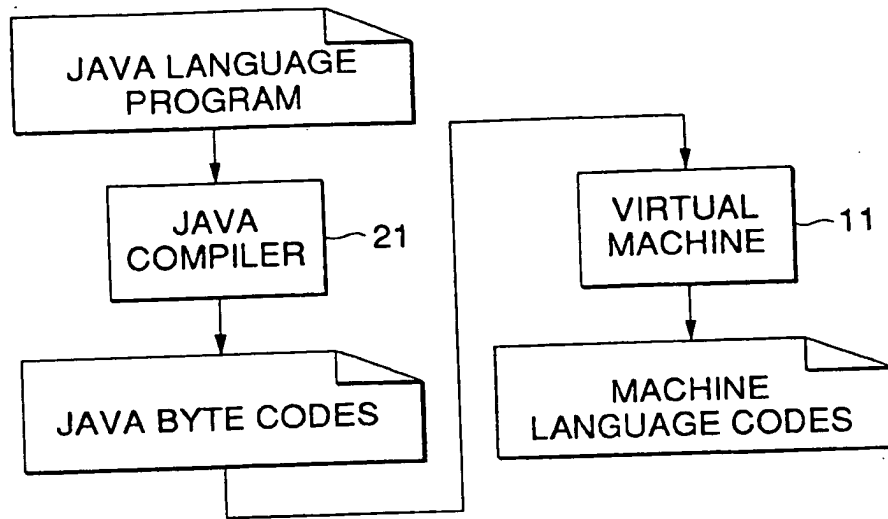 JAVA LANGUAGE
PROGRAM
JAVA
COMPILER
21
JAVA BYTE CODES
VIRTUAL
MACHINE
11
MACHINE
LANGUAGE CODES